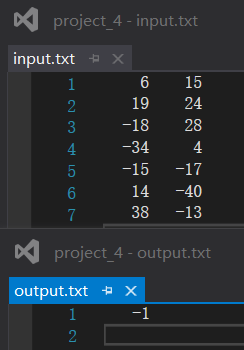 project_4 - input.txt
input.txt
1 6 15
2 19 24
3 -18 28
4 -34 4
5 -15 -17
6 14 -40
7 38 -13
project_4 - output.txt
output.txt
1 -1
2